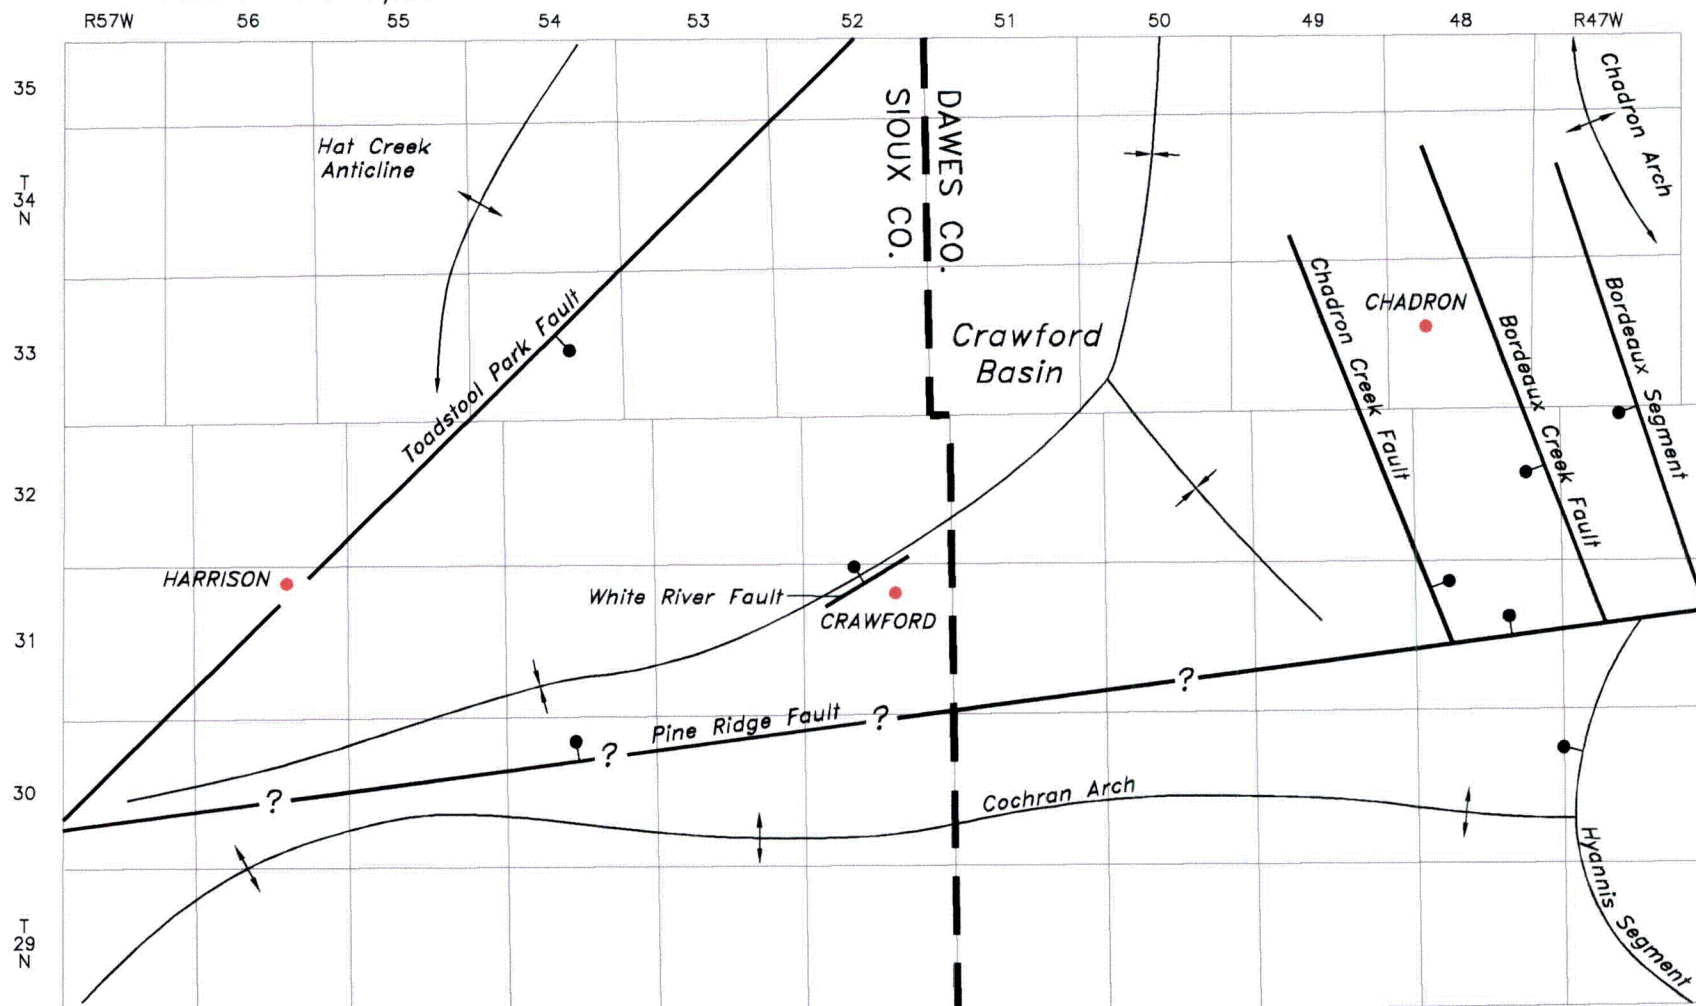 R57W 56 55 54 53 52 51 50 49 48 R47W
35
T
34
N
33
32
31
30
T
29
N
Hat Creek
Anticline
DAWES CO.
SIOUX CO.
Chadron Arch
Toadstool Park Fault
Crawford
Basin
Chadron Creek Fault
CHADRON
Bordeaux Creek Fault
Bordeaux Segment
HARRISON
White River Fault
CRAWFORD
Pine Ridge Fault
?
?
?
?
Cochran Arch
Hyannis Segment